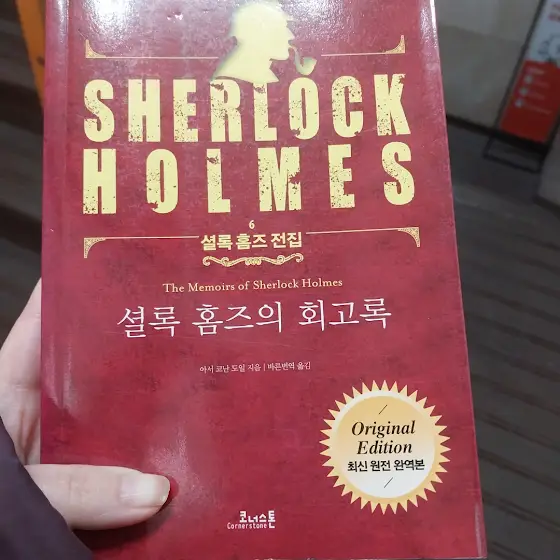 SHERLOCK
HOLMES
6
셜록 홈즈 전집
The Memoirs of Sherlock Holmes
셜록 홈즈의 회고록
아서 코난 도일 지음 | 바른번역 옮김
Original
Edition
최신 원전 완역본
코너스톤
Cornerstone